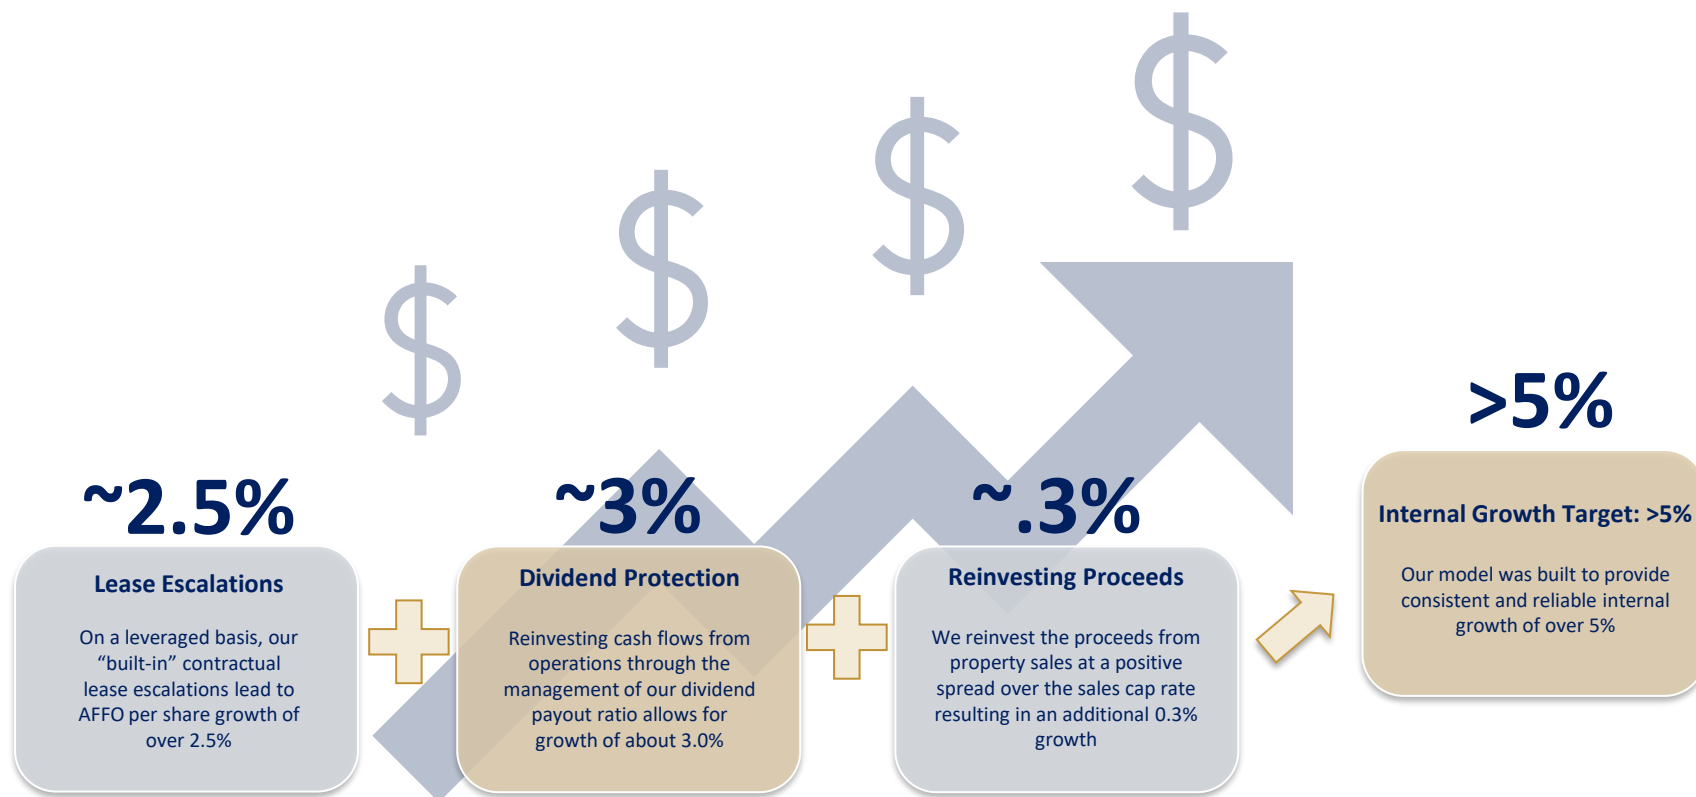 ~2.5%
Lease Escalations
On a leveraged basis, our
“built-in” contractual
lease escalations lead to
AFFO per share growth of
over 2.5%
~3%
Dividend Protection
Reinvesting cash flows from
operations through the
management of our dividend
payout ratio allows for
growth of about 3.0%
~.3%
Reinvesting Proceeds
We reinvest the proceeds from
property sales at a positive
spread over the sales cap rate
resulting in an additional 0.3%
growth
>5%
Internal Growth Target: >5%
Our model was built to provide
consistent and reliable internal
growth of over 5%
$
$
$
$